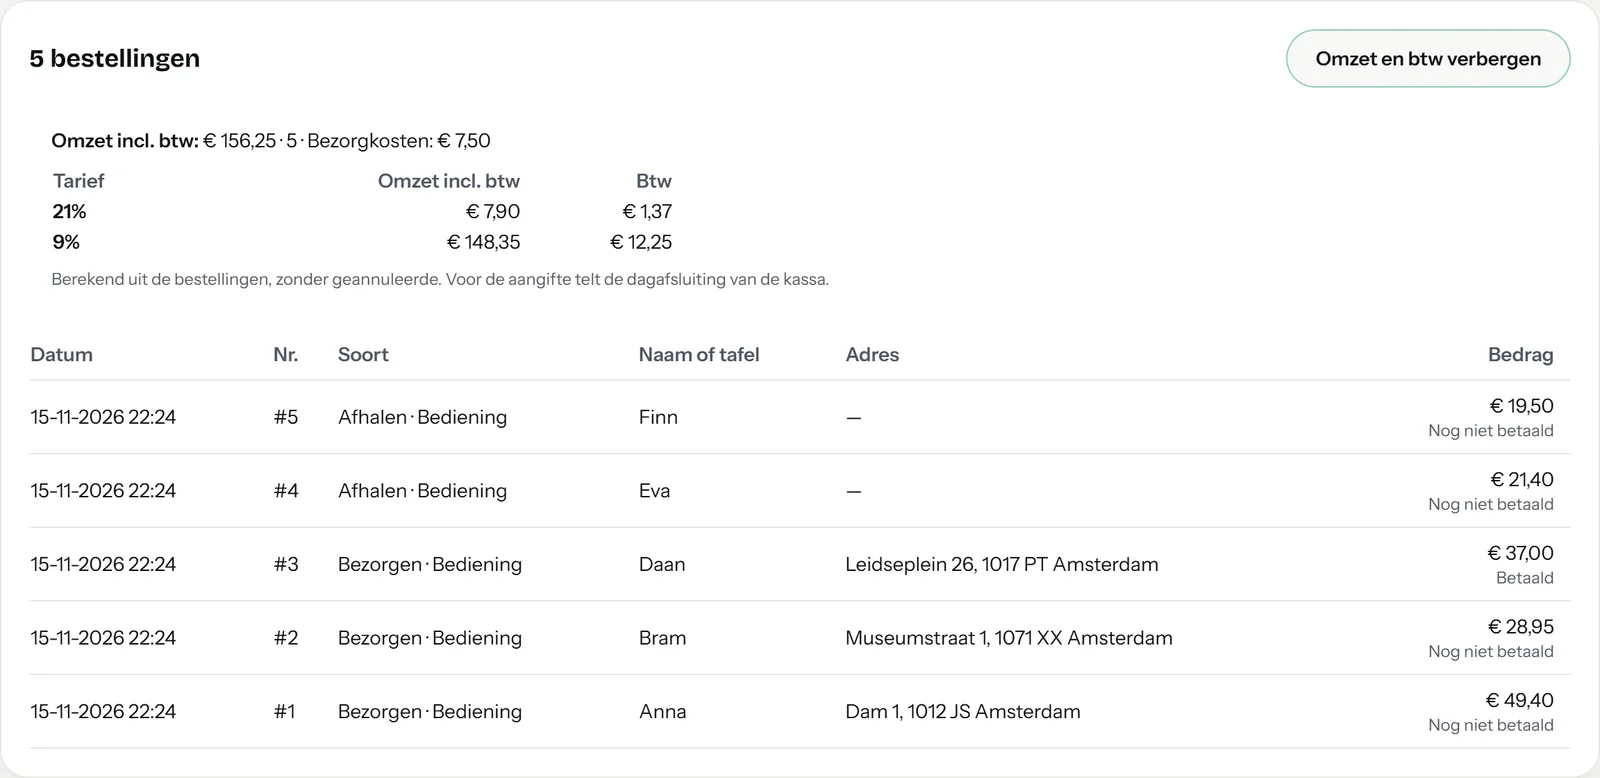 5 bestellingen
Omzet en btw verbergen
Omzet incl. btw: € 156,25 · 5 · Bezorgkosten: € 7,50
Tarief Omzet incl. btw Btw
21% € 7,90 € 1,37
9% € 148,35 € 12,25
Berekend uit de bestellingen, zonder geannuleerde. Voor de aangifte telt de dagafsluiting van de kassa.
Datum Nr. Soort Naam of tafel Adres Bedrag
15-11-2026 22:24 #5 Afhalen · Bediening Finn — € 19,50
Nog niet betaald
15-11-2026 22:24 #4 Afhalen · Bediening Eva — € 21,40
Nog niet betaald
15-11-2026 22:24 #3 Bezorgen · Bediening Daan Leidseplein 26, 1017 PT Amsterdam € 37,00
Betaald
15-11-2026 22:24 #2 Bezorgen · Bediening Bram Museumstraat 1, 1071 XX Amsterdam € 28,95
Nog niet betaald
15-11-2026 22:24 #1 Bezorgen · Bediening Anna Dam 1, 1012 JS Amsterdam € 49,40
Nog niet betaald